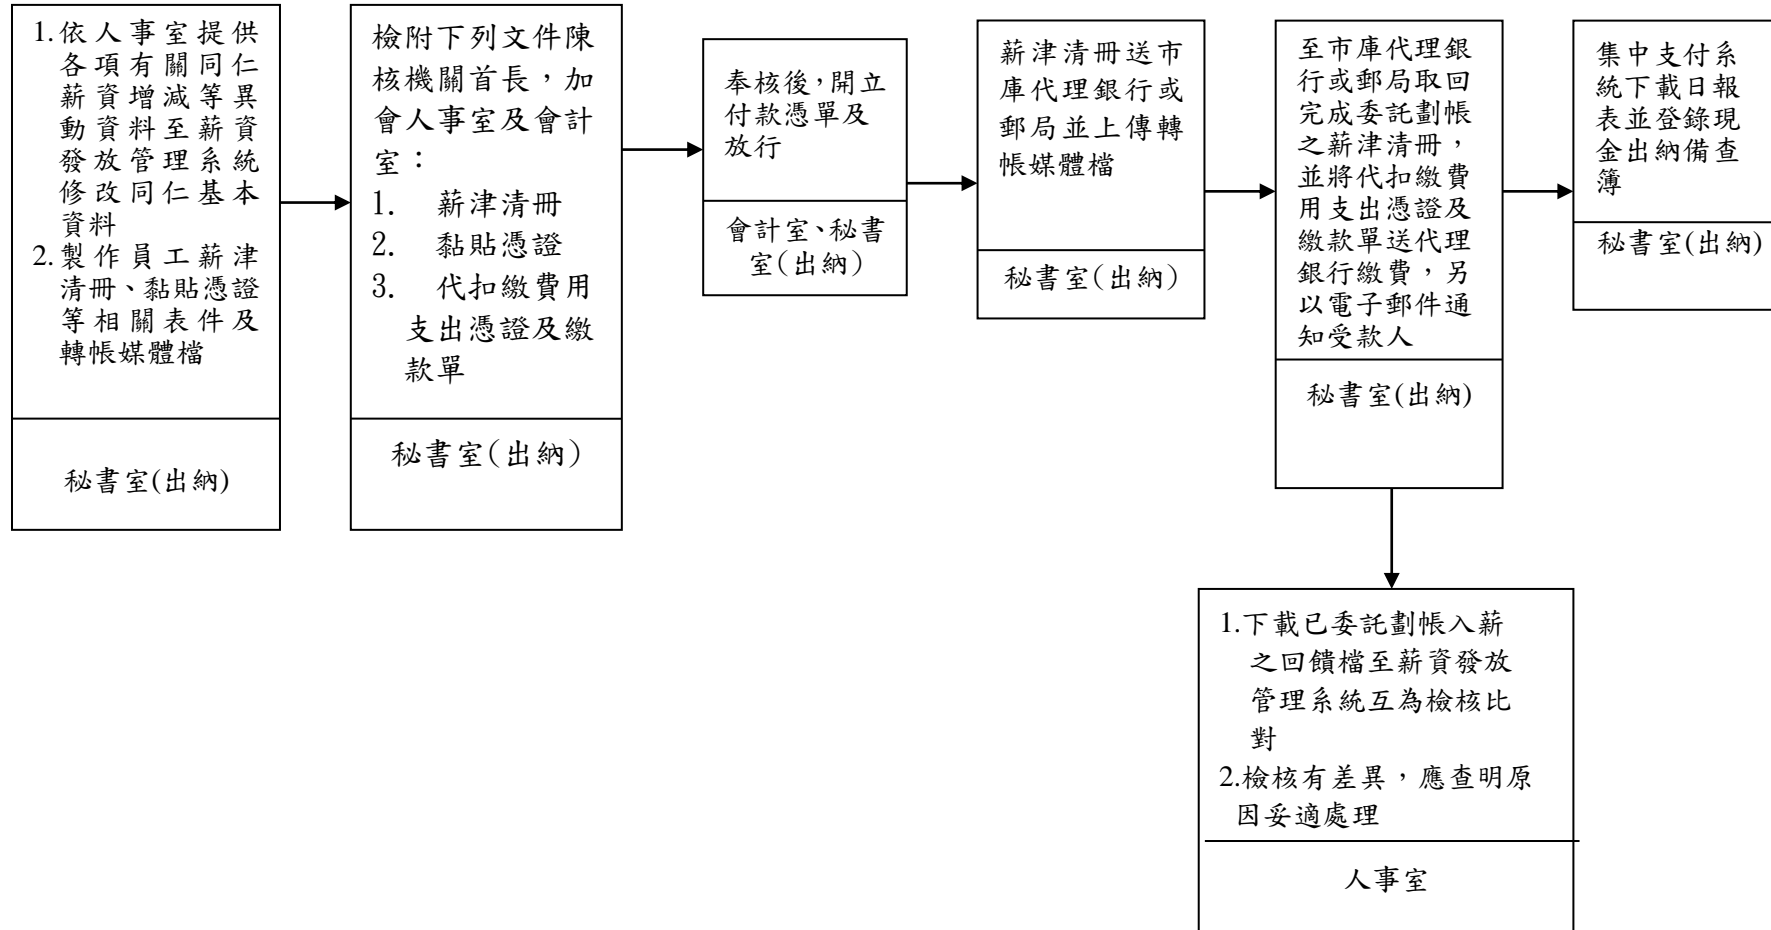 1.依人事室提供
各項有關同仁
薪資增減等異
動資料至薪資
發放管理系統
修改同仁基本
資料
2.製作員工薪津
清冊、黏貼憑證
等相關表件及
轉帳媒體檔
秘書室(出納)
檢附下列文件陳
核機關首長，加
會人事室及會計
室：
1. 薪津清冊
2. 黏貼憑證
3. 代扣繳費用
支出憑證及繳
款單
秘書室(出納)
奉核後，開立
付款憑單及
放行
會計室、秘書
室(出納)
薪津清冊送市
庫代理銀行或
郵局並上傳轉
帳媒體檔
秘書室(出納)
至市庫代理銀
行或郵局取回
完成委託劃帳
之薪津清冊，
並將代扣繳費
用支出憑證及
繳款單送代理
銀行繳費，另
以電子郵件通
知受款人
秘書室(出納)
集中支付系
統下載日報
表並登錄現
金出納備查
簿
秘書室(出納)
1.下載已委託劃帳入薪
之回饋檔至薪資發放
管理系統互為檢核比
對
2.檢核有差異，應查明原
因妥適處理
人事室